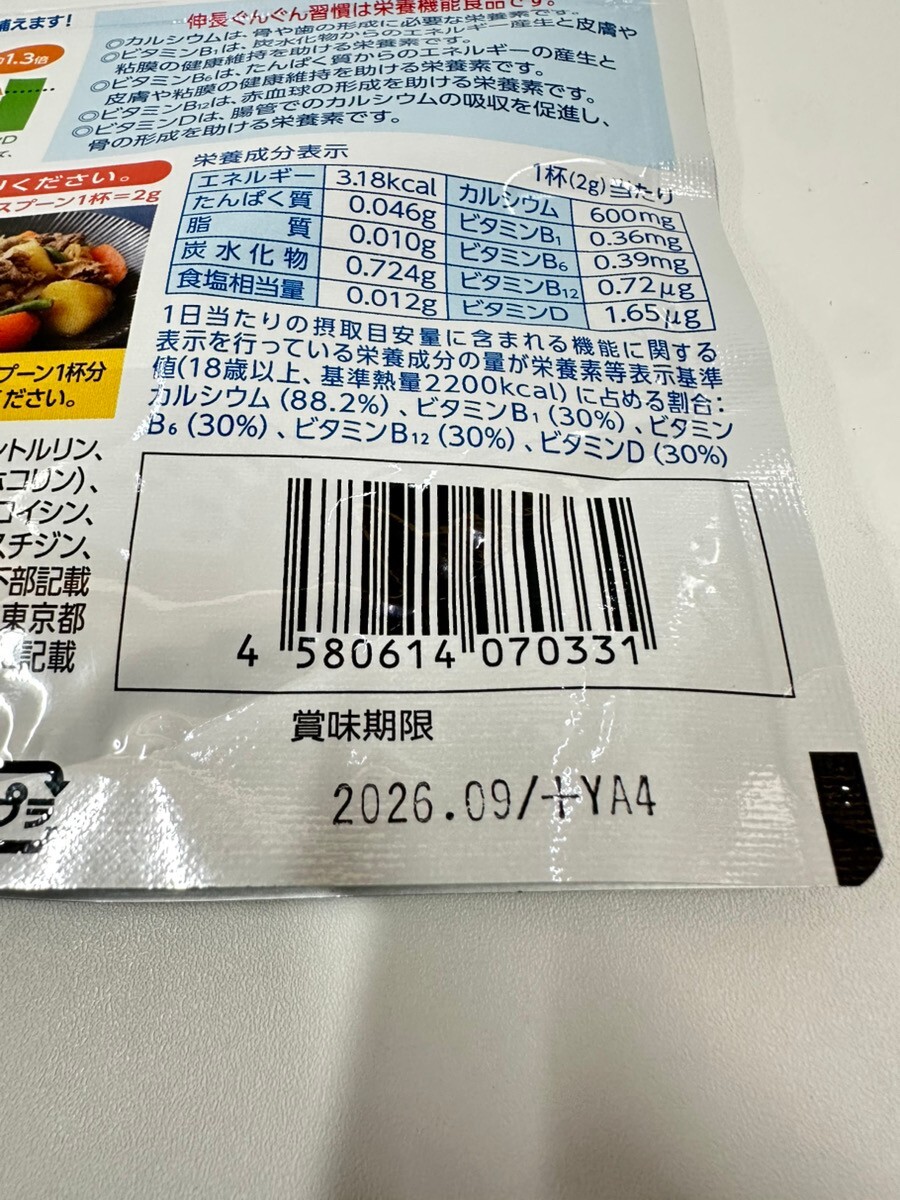 補えます!
1.3倍
伸長ぐんぐん習慣は栄養機能食品です。
◎カルシウムは、骨や歯の形成に必要な栄養素です。
◎ビタミンB₁は、炭水化物からのエネルギー産生と皮膚や
粘膜の健康維持を助ける栄養素です。
◎ビタミンB₆は、たんぱく質からのエネルギーの産生と
皮膚や粘膜の健康維持を助ける栄養素です。
◎ビタミンB₁₂は、赤血球の形成を助ける栄養素です。
◎ビタミンDは、腸管でのカルシウムの吸収を促進し、
骨の形成を助ける栄養素です。
ください。
スプーン1杯=2g
プーン1杯分
ださい。
栄養成分表示 1杯(2g)当たり
エネルギー 3.18kcal カルシウム 600mg
たんぱく質 0.046g ビタミンB₁ 0.36mg
脂質 0.010g ビタミンB₆ 0.39mg
炭水化物 0.724g ビタミンB₁₂ 0.72μg
食塩相当量 0.012g ビタミンD 1.65μg
1日当たりの摂取目安量に含まれる機能に関する
表示を行っている栄養成分の量が栄養素等表示基準
値(18歳以上、基準熱量2200kcal)に占める割合:
カルシウム(88.2%)、ビタミンB₁(30%)、ビタミン
B₆(30%)、ビタミンB₁₂(30%)、ビタミンD(30%)
ントルリン、
ホコリン)、
ロイシン、
スチジン、
下部記載
東京都
記載
4 580614 070331
賞味期限
2026.09/+YA4
プラ